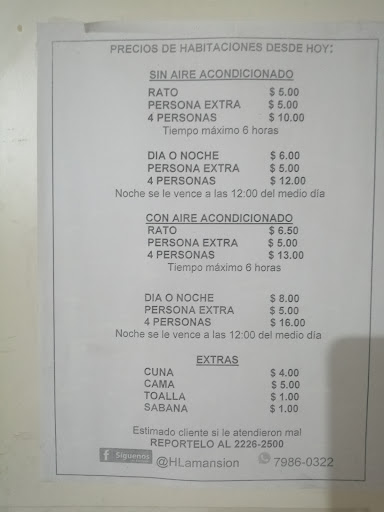 PRECIOS DE HABITACIONES DESDE HOY:
SIN AIRE ACONDICIONADO
RATO $ 5.00
PERSONA EXTRA $ 5.00
4 PERSONAS $ 10.00
Tiempo máximo 6 horas
DIA O NOCHE $ 6.00
PERSONA EXTRA $ 5.00
4 PERSONAS $ 12.00
Noche se le vence a las 12:00 del medio día
CON AIRE ACONDICIONADO
RATO $ 6.50
PERSONA EXTRA $ 5.00
4 PERSONAS $ 13.00
Tiempo máximo 6 horas
DIA O NOCHE $ 8.00
PERSONA EXTRA $ 5.00
4 PERSONAS $ 16.00
Noche se le vence a las 12:00 del medio día
EXTRAS
CUNA $ 4.00
CAMA $ 5.00
TOALLA $ 1.00
SABANA $ 1.00
Estimado cliente si le atendieron mal
REPORTELO AL 2226-2500
f Síguenos @HLamansion 7986-0322